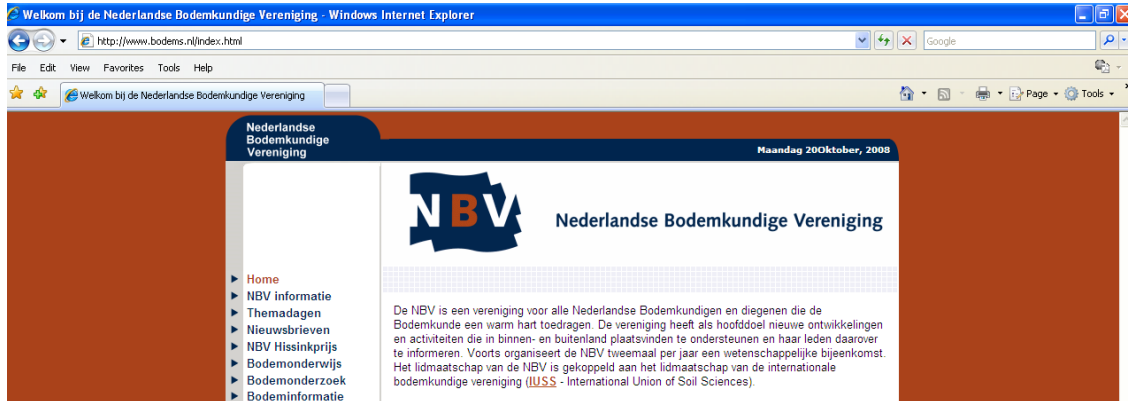 Welkom bij de Nederlandse Bodemkundige Vereniging - Windows Internet Explorer
http://www.bodems.nl/index.html
Google
File Edit View Favorites Tools Help
Welkom bij de Nederlandse Bodemkundige Vereniging
Page Tools
Nederlandse
Bodemkundige
Vereniging
Maandag 20Oktober, 2008
NBV
Nederlandse Bodemkundige Vereniging
Home
NBV informatie
Themadagen
Nieuwsbrieven
NBV Hissinkprijs
Bodemonderwijs
Bodemonderzoek
Bodeminformatie
De NBV is een vereniging voor alle Nederlandse Bodemkundigen en diegenen die de
Bodemkunde een warm hart toedragen. De vereniging heeft als hoofddoel nieuwe ontwikkelingen
en activiteiten die in binnen- en buitenland plaatsvinden te ondersteunen en haar leden daarover
te informeren. Voorts organiseert de NBV tweemaal per jaar een wetenschappelijke bijeenkomst.
Het lidmaatschap van de NBV is gekoppeld aan het lidmaatschap van de internationale
bodemkundige vereniging (IUSS - International Union of Soil Sciences).